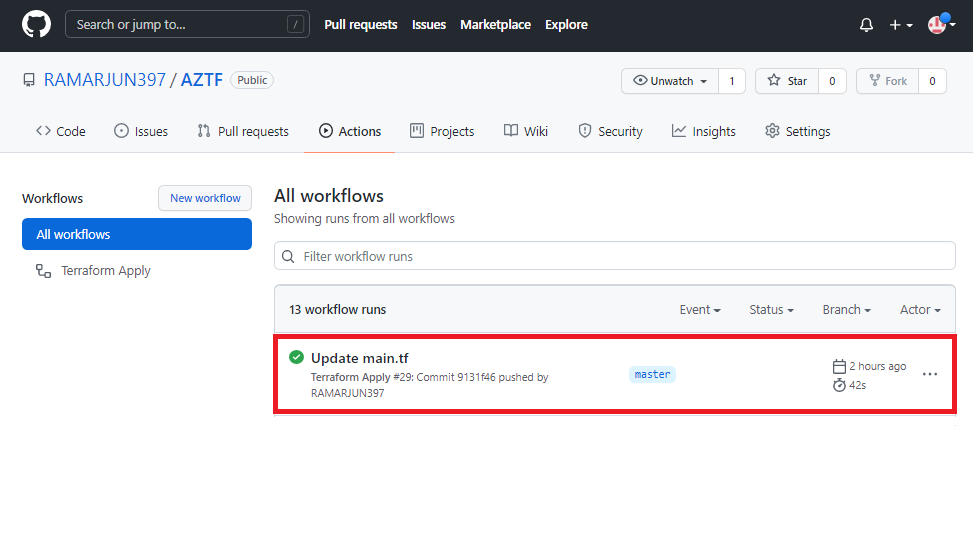 Search or jump to... /
Pull requests Issues Marketplace Explore
RAMARJUN397 / AZTF Public
Unwatch 1 Star 0 Fork 0
Code Issues Pull requests Actions Projects Wiki Security Insights Settings
Workflows New workflow
All workflows
Terraform Apply
All workflows
Showing runs from all workflows
Filter workflow runs
13 workflow runs Event Status Branch Actor
Update main.tf
Terraform Apply #29: Commit 9131f46 pushed by
RAMARJUN397
master
2 hours ago
42s